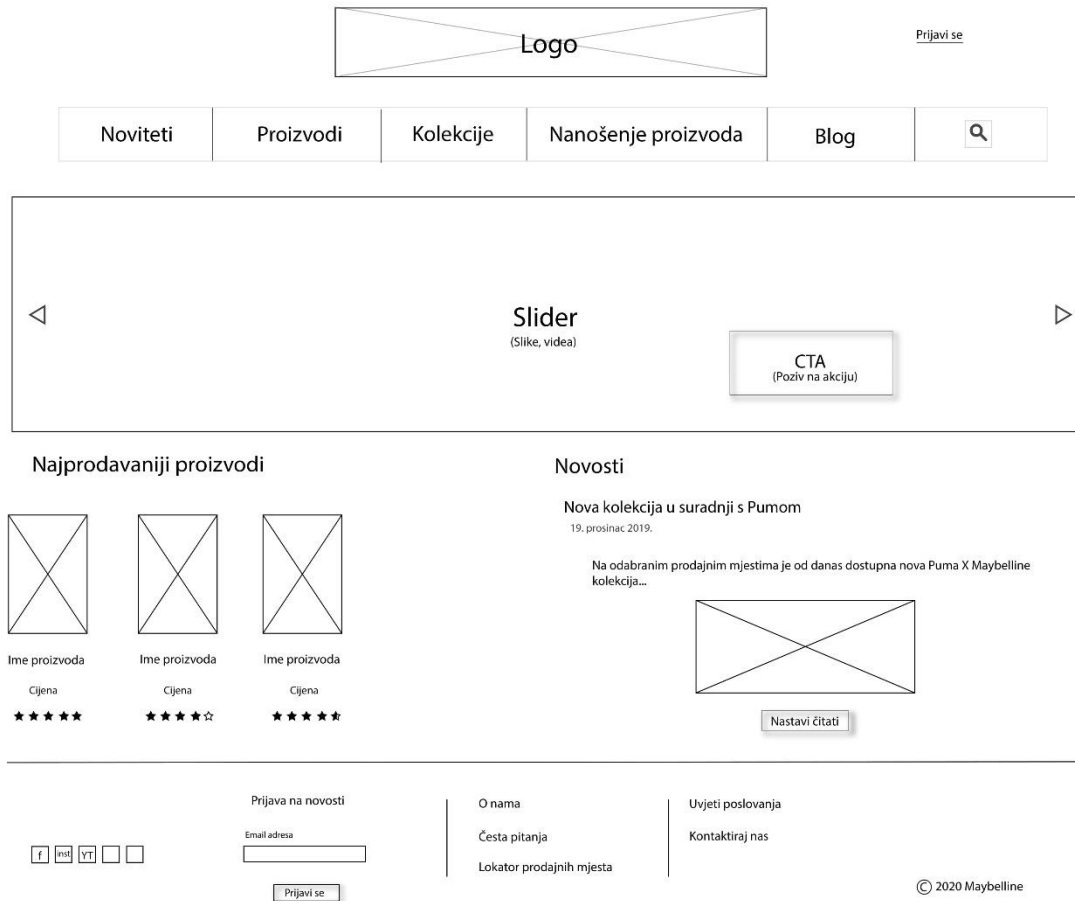 Logo
Prijavi se
Noviteti
Proizvodi
Kolekcije
Nanošenje proizvoda
Blog
Slider
(Slike, videa)
CTA
(Poziv na akciju)
Najprodavaniji proizvodi
Ime proizvoda
Cijena
Ime proizvoda
Cijena
Ime proizvoda
Cijena
Novosti
Nova kolekcija u suradnji s Pumom
19. prosinac 2019.
Na odabranim prodajnim mjestima je od danas dostupna nova Puma X Maybelline
kolekcija...
Nastavi čitati
f
inst
YT
Prijava na novosti
Email adresa
Prijavi se
O nama
Česta pitanja
Lokator prodajnih mjesta
Uvjeti poslovanja
Kontaktiraj nas
© 2020 Maybelline